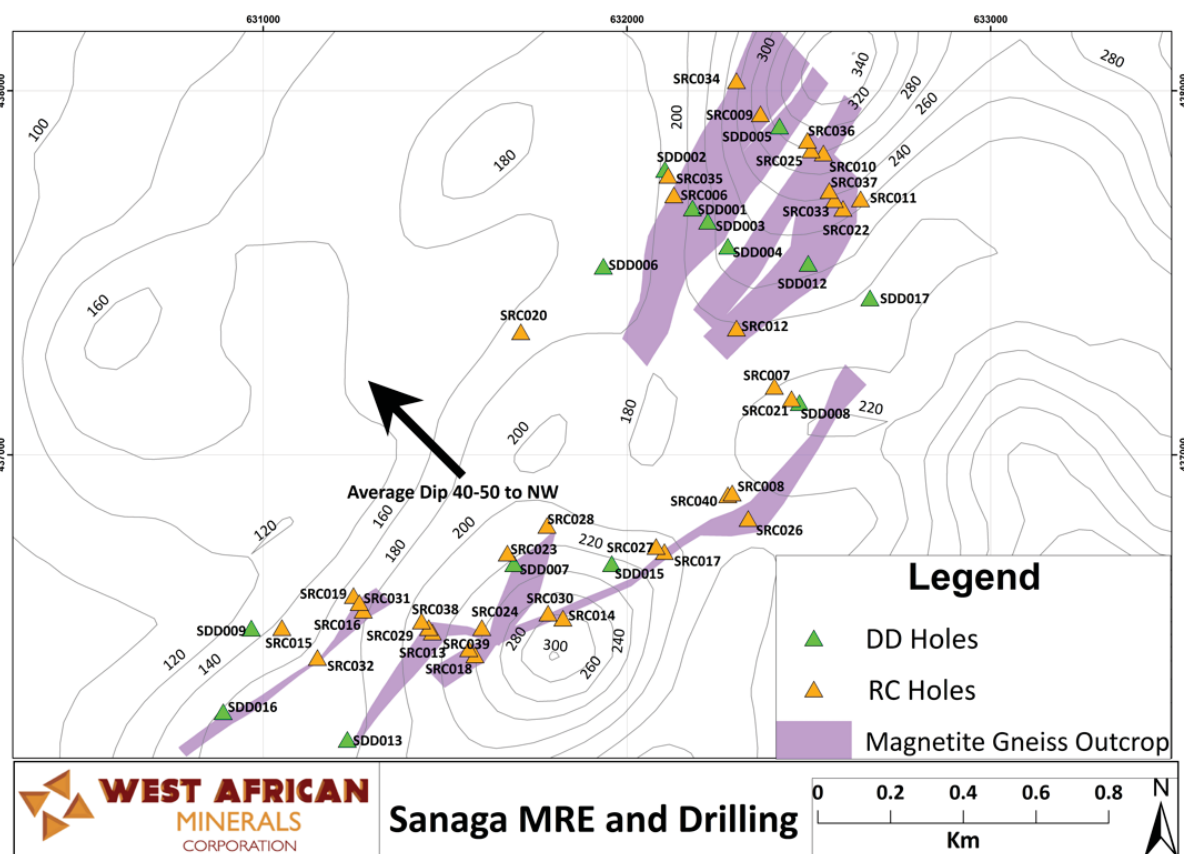 631000
632000
633000
300
340
280
SRC034
438000
438000
280
320
200
260
SRC009
100
SRC036
SDD005
240
SRC025
SRC010
180
SDD002
SRC035
SRC037
SRC006
SRC011
SDD001
SRC033
SDD003
SRC022
SDD004
SDD006
SDD012
160
SDD017
SRC020
SRC012
SRC007
SRC021
SDD008
220
180
200
437000
437000
Average Dip 40-50 to NW
SRC008
SRC040
160
120
200
SRC028
SRC026
180
220
SRC027
SRC023
SRC017
SDD007
SDD015
SRC019
SRC031
SRC030
SRC038
SRC024
SRC014
SRC016
SDD009
SRC015
SRC029
SRC039
280
240
300
SRC013
120
140
SRC032
SRC018
260
SDD016
SDD013
Legend
DD Holes
RC Holes
Magnetite Gneiss Outcrop
WEST AFRICAN
MINERALS
CORPORATION
Sanaga MRE and Drilling
0 0.2 0.4 0.6 0.8
Km
N